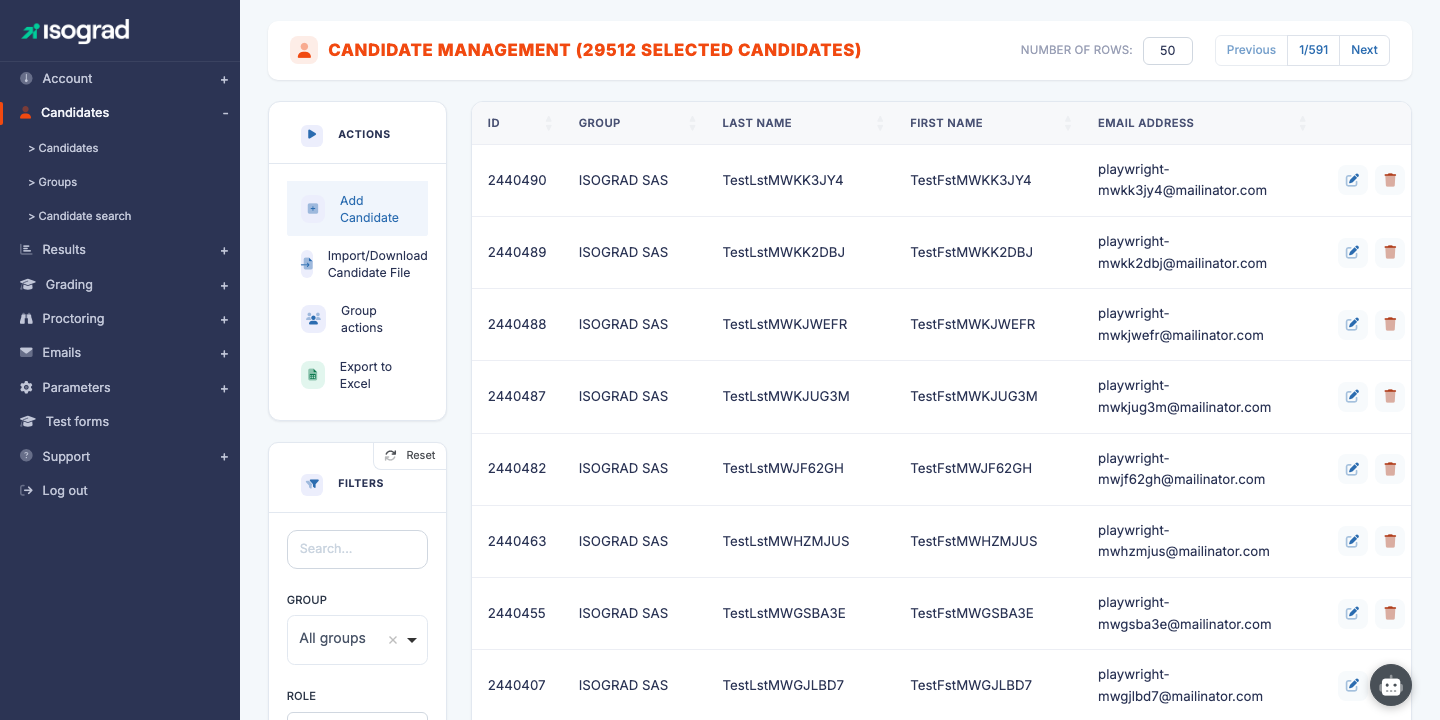 isograd
Account +
Candidates -
> Candidates
> Groups
> Candidate search
Results +
Grading +
Proctoring +
Emails +
Parameters +
Test forms
Support +
Log out
CANDIDATE MANAGEMENT (29512 SELECTED CANDIDATES)
NUMBER OF ROWS: 50 Previous 1/591 Next
ACTIONS
Add
Candidate
Import/Download
Candidate File
Group
actions
Export to
Excel
Reset
FILTERS
Search...
GROUP
All groups ×
ROLE
ID GROUP LAST NAME FIRST NAME EMAIL ADDRESS
2440490 ISOGRAD SAS TestLstMWKK3JY4 TestFstMWKK3JY4 playwright-
mwkk3jy4@mailinator.com
2440489 ISOGRAD SAS TestLstMWKK2DBJ TestFstMWKK2DBJ playwright-
mwkk2dbj@mailinator.com
2440488 ISOGRAD SAS TestLstMWKJWEFR TestFstMWKJWEFR playwright-
mwkjwefr@mailinator.com
2440487 ISOGRAD SAS TestLstMWKJUG3M TestFstMWKJUG3M playwright-
mwkjug3m@mailinator.com
2440482 ISOGRAD SAS TestLstMWJF62GH TestFstMWJF62GH playwright-
mwjf62gh@mailinator.com
2440463 ISOGRAD SAS TestLstMWHZMJUS TestFstMWHZMJUS playwright-
mwhzmjus@mailinator.com
2440455 ISOGRAD SAS TestLstMWGSBA3E TestFstMWGSBA3E playwright-
mwgsba3e@mailinator.com
2440407 ISOGRAD SAS TestLstMWGJLBD7 TestFstMWGJLBD7 playwright-
mwgjlbd7@mailinator.com